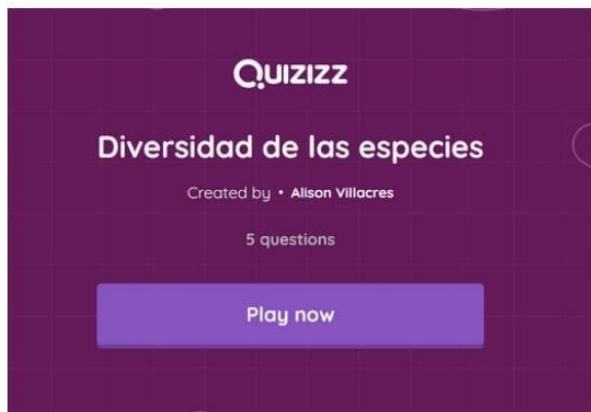 Quizizz
Diversidad de las especies
Created by • Alison Villacres
5 questions
Play now